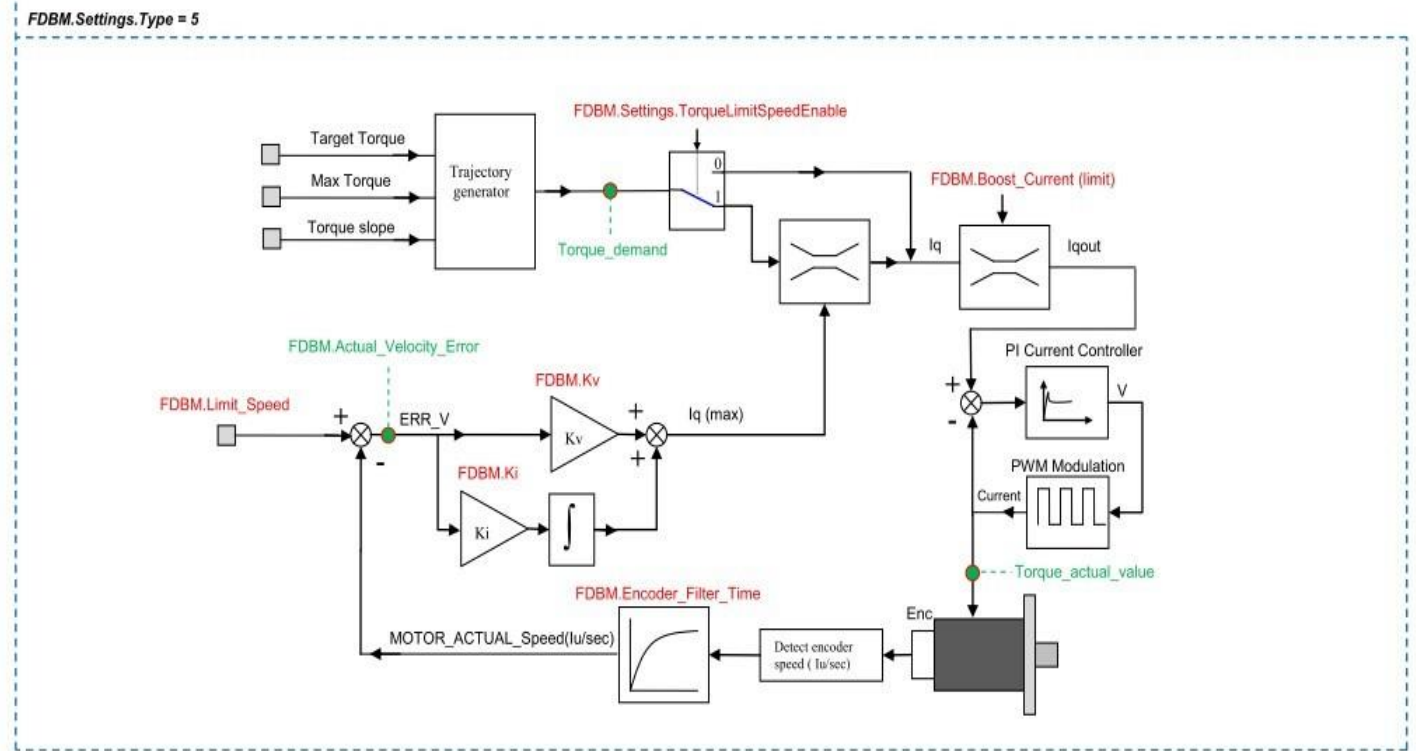 FDBM.Settings.Type = 5
FDBM.Settings.TorqueLimitSpeedEnable
Target Torque
Max Torque
Torque slope
Trajectory
generator
0
1
Torque_demand
FDBM.Boost_Current (limit)
Iq
Iqout
FDBM.Actual_Velocity_Error
PI Current Controller
FDBM.Kv
+
-
V
FDBM.Limit_Speed
+
-
ERR_V
Kv
+
+
Iq (max)
FDBM.Ki
Ki
∫
PWM Modulation
Current
Torque_actual_value
FDBM.Encoder_Filter_Time
Enc
MOTOR_ACTUAL_Speed(Iu/sec)
Detect encoder
speed ( Iu/sec)